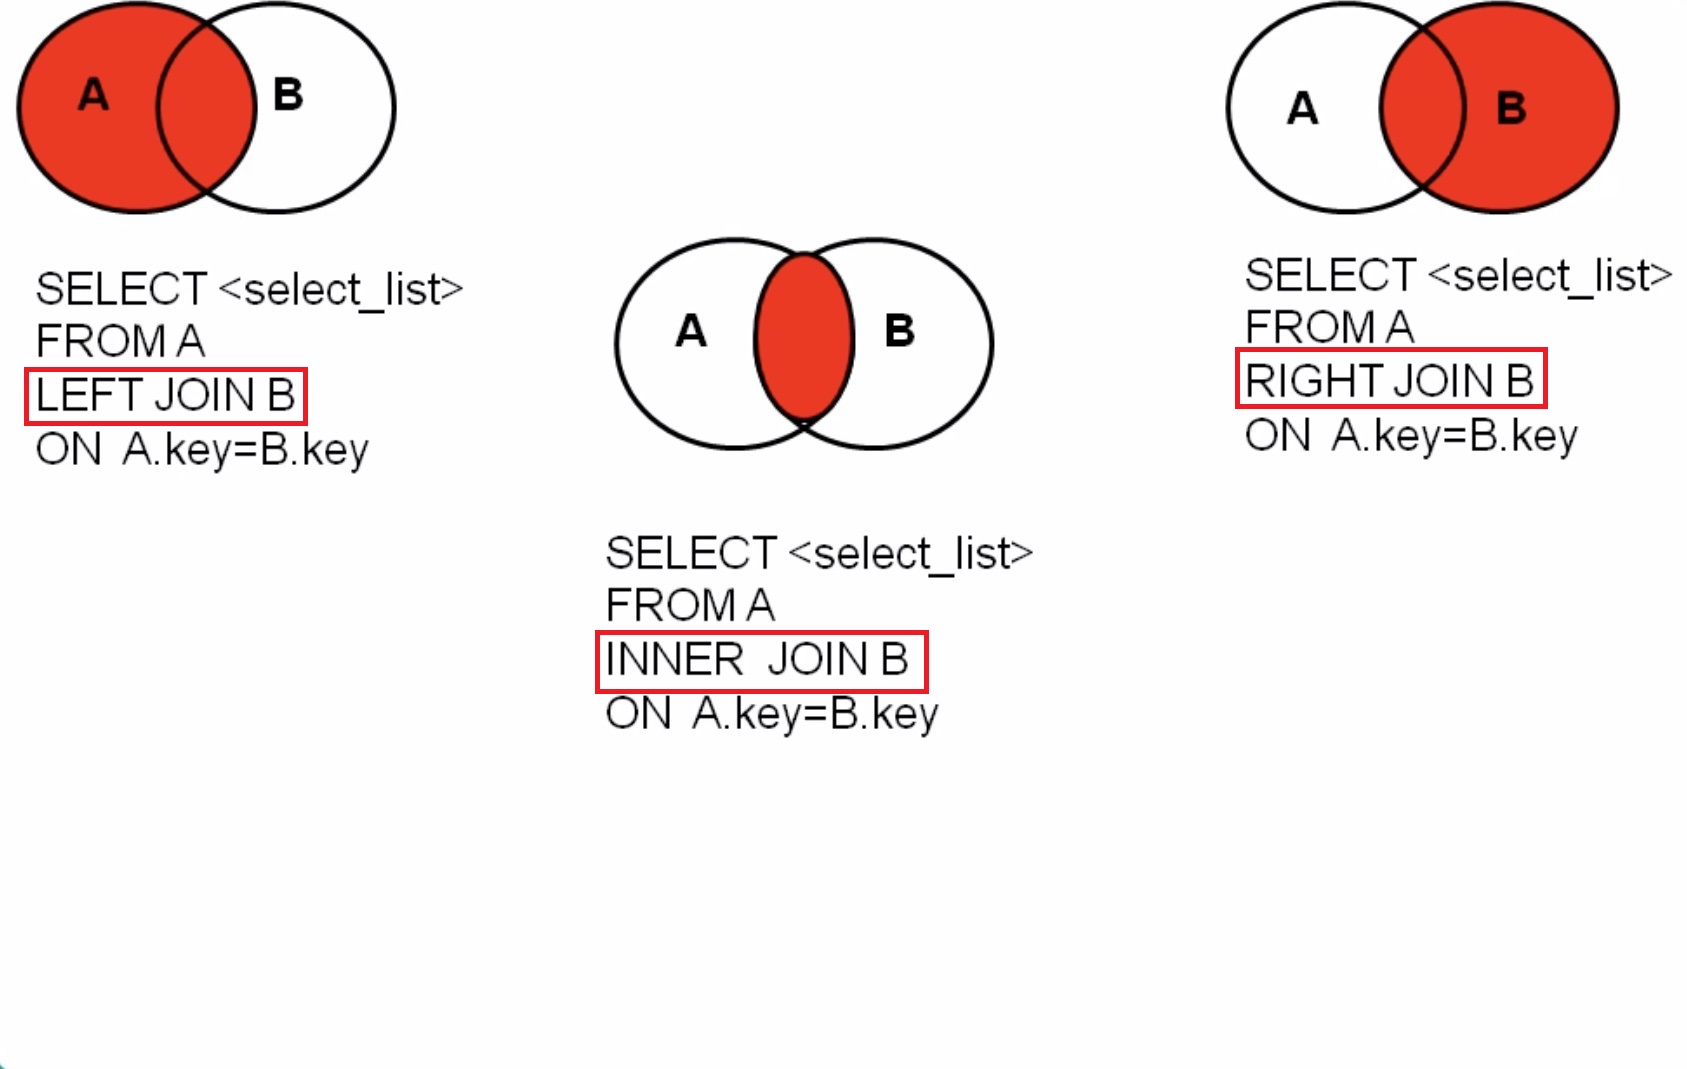 A B
SELECT <select_list>
FROM A
LEFT JOIN B
ON A.key=B.key
A B
SELECT <select_list>
FROM A
INNER JOIN B
ON A.key=B.key
A B
SELECT <select_list>
FROM A
RIGHT JOIN B
ON A.key=B.key